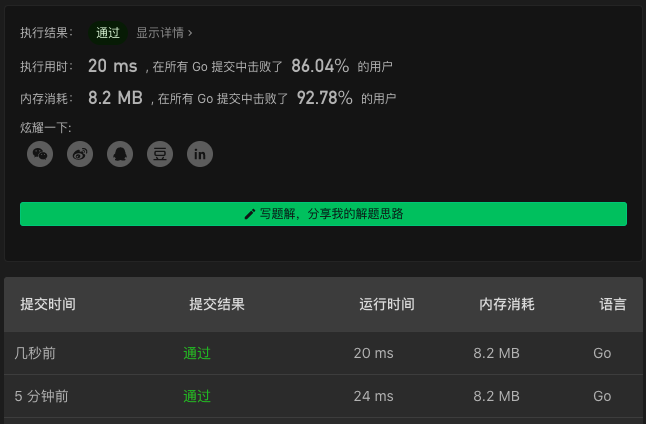 执行结果： 通过 显示详情 ›
执行用时： 20 ms , 在所有 Go 提交中击败了 86.04% 的用户
内存消耗： 8.2 MB , 在所有 Go 提交中击败了 92.78% 的用户
炫耀一下:
豆 in
写题解，分享我的解题思路
提交时间 提交结果 运行时间 内存消耗 语言
几秒前 通过 20 ms 8.2 MB Go
5 分钟前 通过 24 ms 8.2 MB Go